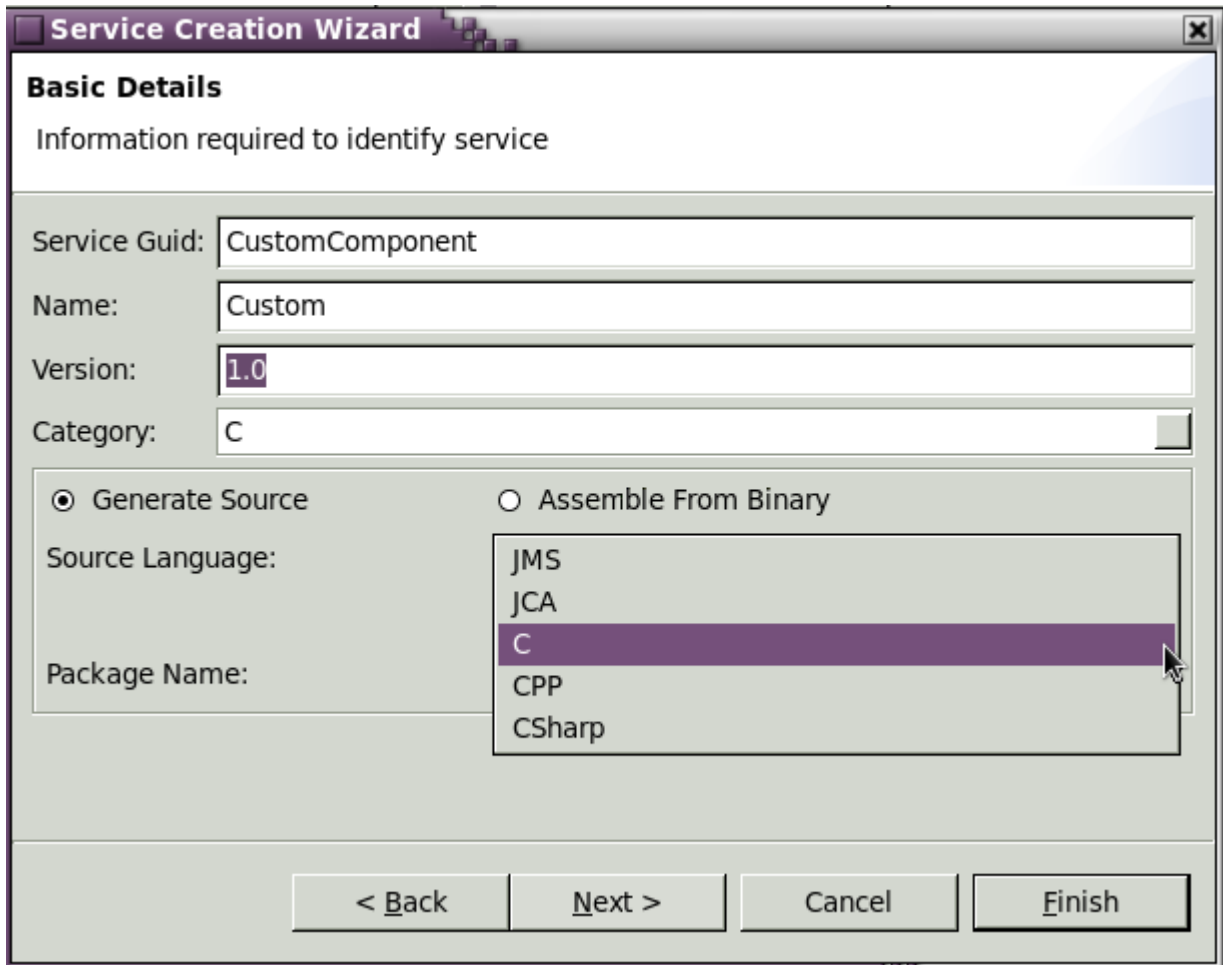 Service Creation Wizard
Basic Details
Information required to identify service
Service Guid: CustomComponent
Name: Custom
Version: 1.0
Category: C
Generate Source Assemble From Binary
Source Language:
JMS
JCA
C
Package Name:
CPP
CSharp
< Back Next > Cancel Finish